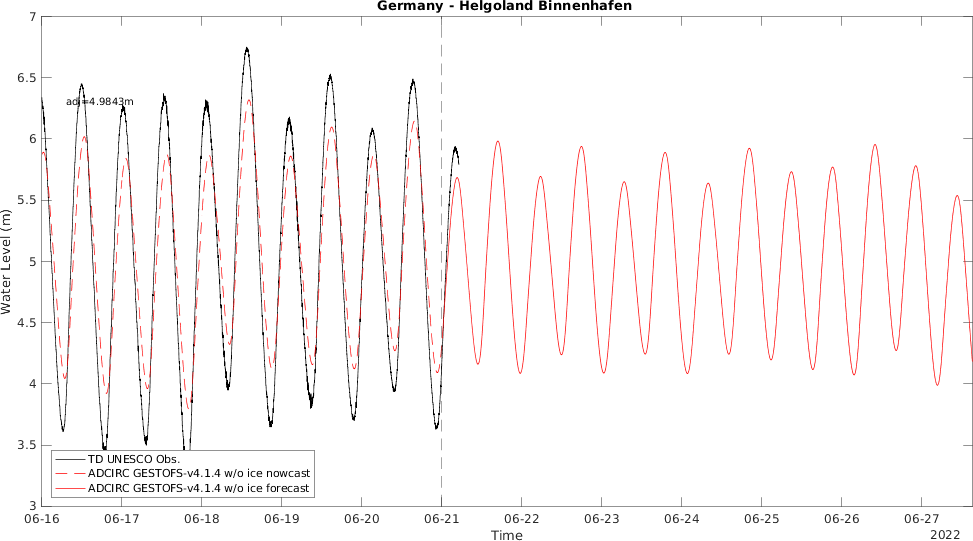 Germany - Helgoland Binnenhafen
Water Level (m)
7
6.5
6
5.5
5
4.5
4
3.5
3
adj=4.9843m
TD UNESCO Obs.
ADCIRC GESTOFS-v4.1.4 w/o ice nowcast
ADCIRC GESTOFS-v4.1.4 w/o ice forecast
06-16 06-17 06-18 06-19 06-20 06-21 06-22 06-23 06-24 06-25 06-26 06-27
Time
2022